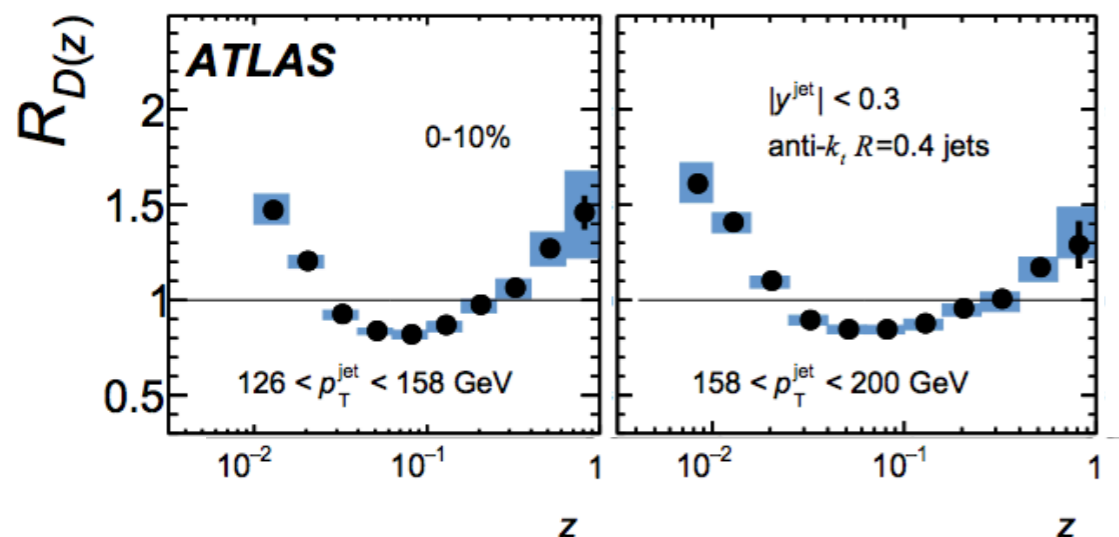 ATLAS
R_D(z)
0-10%
|y^jet| < 0.3
anti-k_t R=0.4 jets
126 < p_T^jet < 158 GeV
158 < p_T^jet < 200 GeV
2
1.5
1
0.5
10^−2 10^−1 1
10^−2 10^−1 1
z
z